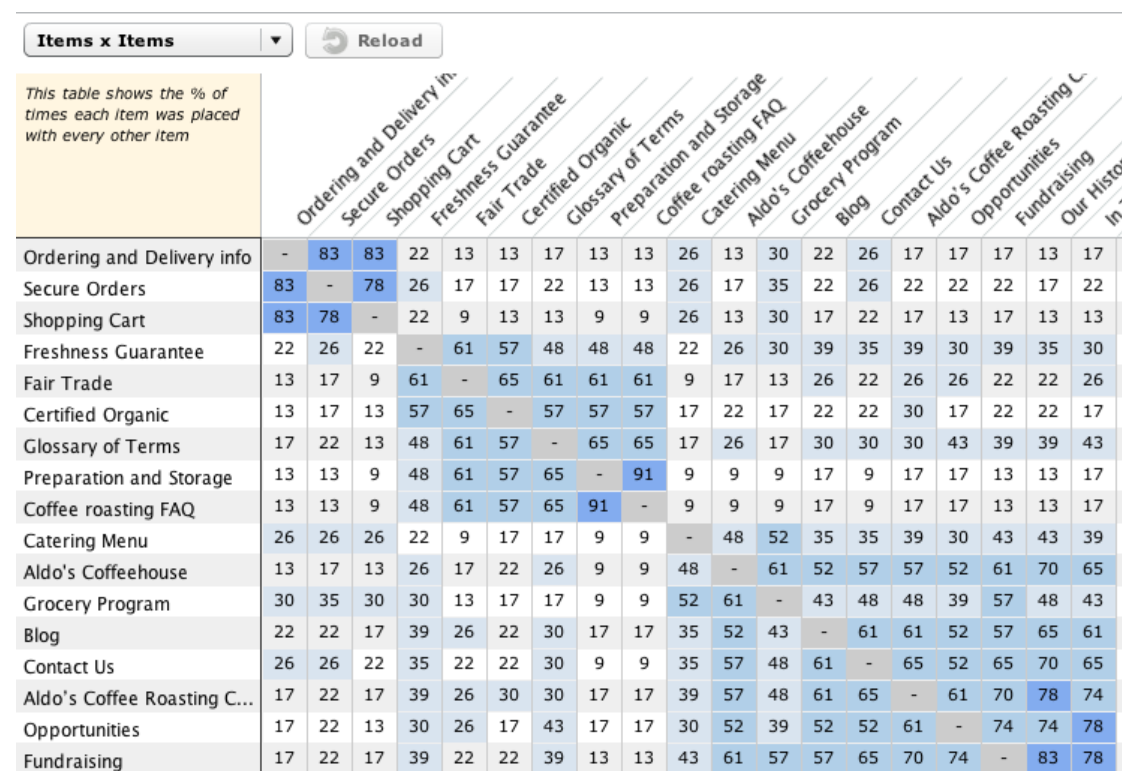 Items x Items
Reload
This table shows the % of
times each item was placed
with every other item
Ordering and Delivery in
Secure Orders
Shopping Cart
Freshness Guarantee
Fair Trade
Certified Organic
Glossary of Terms
Preparation and Storage
Coffee roasting FAQ
Catering Menu
Aldo's Coffeehouse
Grocery Program
Blog
Contact Us
Aldo's Coffee Roasting C
Opportunities
Fundraising
Our Histo
In
Ordering and Delivery info - 83 83 22 13 13 17 13 13 26 13 30 22 26 17 17 17 13 17
Secure Orders 83 - 78 26 17 17 22 13 13 26 17 35 22 26 22 22 22 17 22
Shopping Cart 83 78 - 22 9 13 13 9 9 26 13 30 17 22 17 13 17 13 13
Freshness Guarantee 22 26 22 - 61 57 48 48 48 22 26 30 39 35 39 30 39 35 30
Fair Trade 13 17 9 61 - 65 61 61 61 9 17 13 26 22 26 26 22 22 26
Certified Organic 13 17 13 57 65 - 57 57 57 17 22 17 22 22 30 17 22 22 17
Glossary of Terms 17 22 13 48 61 57 - 65 65 17 26 17 30 30 30 43 39 39 43
Preparation and Storage 13 13 9 48 61 57 65 - 91 9 9 9 17 9 17 17 13 13 17
Coffee roasting FAQ 13 13 9 48 61 57 65 91 - 9 9 9 17 9 17 17 13 13 17
Catering Menu 26 26 26 22 9 17 17 9 9 - 48 52 35 35 39 30 43 43 39
Aldo's Coffeehouse 13 17 13 26 17 22 26 9 9 48 - 61 52 57 57 52 61 70 65
Grocery Program 30 35 30 30 13 17 17 9 9 52 61 - 43 48 48 39 57 48 43
Blog 22 22 17 39 26 22 30 17 17 35 52 43 - 61 61 52 57 65 61
Contact Us 26 26 22 35 22 22 30 9 9 35 57 48 61 - 65 52 65 70 65
Aldo's Coffee Roasting C... 17 22 17 39 26 30 30 17 17 39 57 48 61 65 - 61 70 78 74
Opportunities 17 22 13 30 26 17 43 17 17 30 52 39 52 52 61 - 74 74 78
Fundraising 17 22 17 39 22 22 39 13 13 43 61 57 57 65 70 74 - 83 78